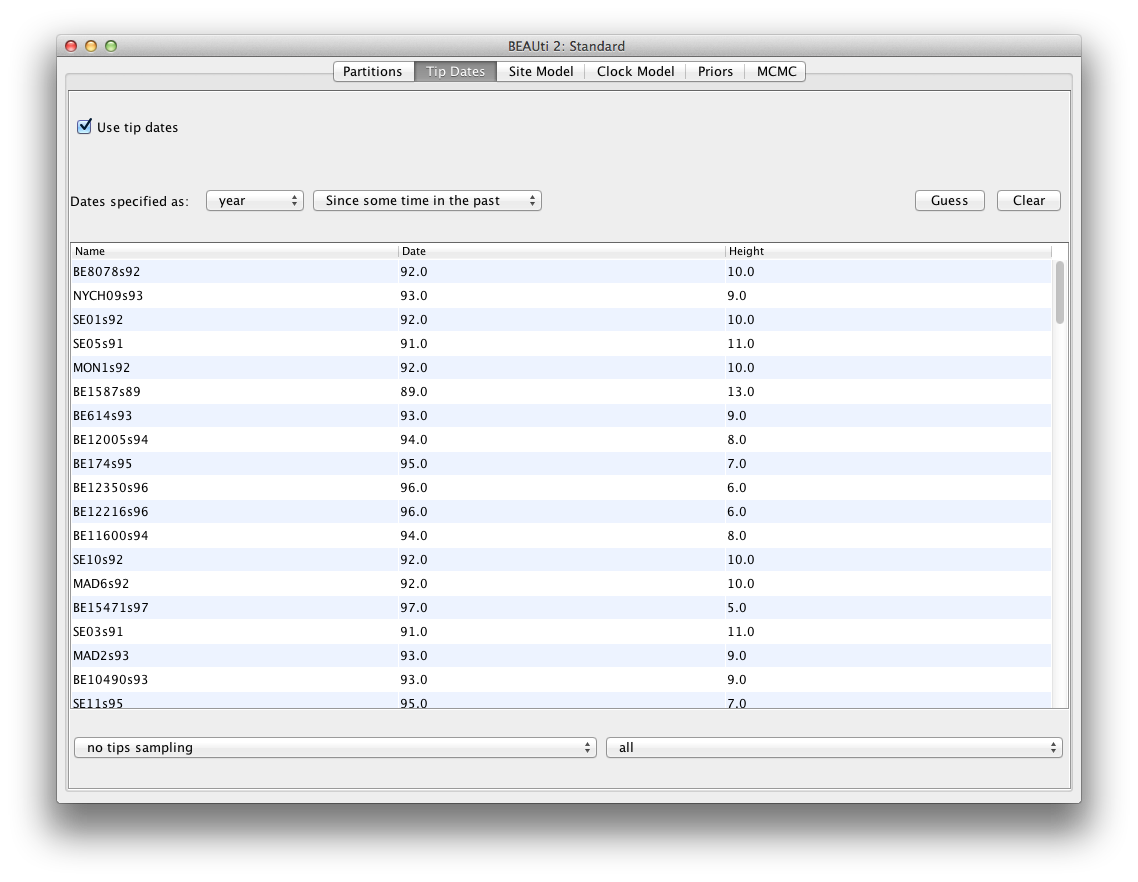 BEAUti 2: Standard
Partitions Tip Dates Site Model Clock Model Priors MCMC
Use tip dates
Dates specified as: year Since some time in the past Guess Clear
Name Date Height
BE8078s92 92.0 10.0
NYCH09s93 93.0 9.0
SE01s92 92.0 10.0
SE05s91 91.0 11.0
MON1s92 92.0 10.0
BE1587s89 89.0 13.0
BE614s93 93.0 9.0
BE12005s94 94.0 8.0
BE174s95 95.0 7.0
BE12350s96 96.0 6.0
BE12216s96 96.0 6.0
BE11600s94 94.0 8.0
SE10s92 92.0 10.0
MAD6s92 92.0 10.0
BE15471s97 97.0 5.0
SE03s91 91.0 11.0
MAD2s93 93.0 9.0
BE10490s93 93.0 9.0
SE11s95 95.0 7.0
no tips sampling all